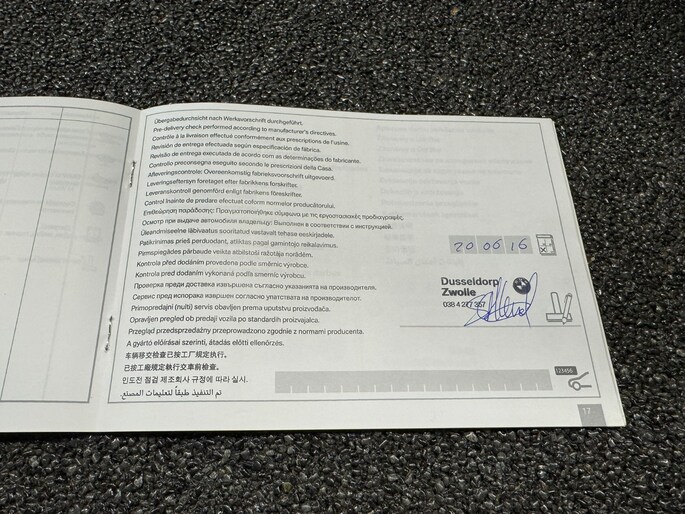 Übergabedurchsicht nach Werksvorschrift durchgeführt.
Pre-delivery check performed according to manufacturer's directives.
Contrôle à la livraison effectué conformément aux prescriptions de l'usine.
Revisión de entrega efectuada según especificación de fábrica.
Revisão de entrega executada de acordo com as determinações do fabricante.
Controllo preconsegna eseguito secondo le prescrizioni della Casa.
Afleveringscontrole: Overeenkomstig fabrieksvoorschrift uitgevoerd.
Leveringseftersyn foretaget efter fabrikkens forskrifter.
Leveranskontroll genomförd enligt fabrikens föreskrifter.
Control înainte de predare efectuat coform normelor producătorului.
Επιθεώρηση παράδοσης: Πραγματοποιήθηκε σύμφωνα με τις εργοστασιακές προδιαγραφές.
Осмотр при выдаче автомобиля владельцу: Выполнен в соответствии с инструкцией.
Üleandmiseelne läbivaatus sooritatud vastavalt tehase eeskirjadele.
Patikrinimas prieš perduodant, atliktas pagal gamintojo reikalavimus.
Pirmspiegādes pārbaude veikta atbilstoši ražotāja norādēm.
Kontrola před dodáním provedena podle směrnic výrobce.
Kontrola pred dodaním vykonaná podľa smerníc výrobcu.
Проверка преди доставка извършена съгласно указанията на производителя.
Сервис пред испорака извршен согласно упатствата на производителот.
Primopredajni (nulti) servis obavljen prema uputstvu proizvođača.
Opravljen pregled ob predaji vozila po standardih proizvajalca.
Przegląd przedsprzedażny przeprowadzono zgodnie z normami producenta.
A gyártó előírásai szerinti, átadás előtti ellenőrzés.
车辆移交检查已按工厂规定执行。
已按工廠規定執行交車前檢查。
인도전 점검 제조회사 규정에 따라 실시.
تم التنفيذ طبقاً لتعليمات المصنع.
20 06 16
Dusseldorp
Zwolle
038 4 277 357
123456
17